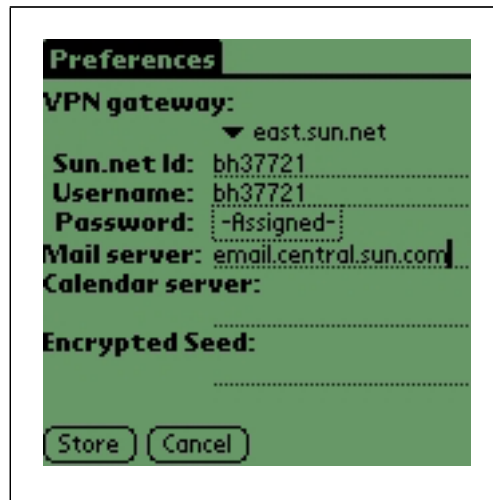 Preferences
VPN gateway:
east.sun.net
Sun.net Id: bh37721
Username: bh37721
Password: -Assigned-
Mail server: email.central.sun.com
Calendar server:
Encrypted Seed:
Store Cancel